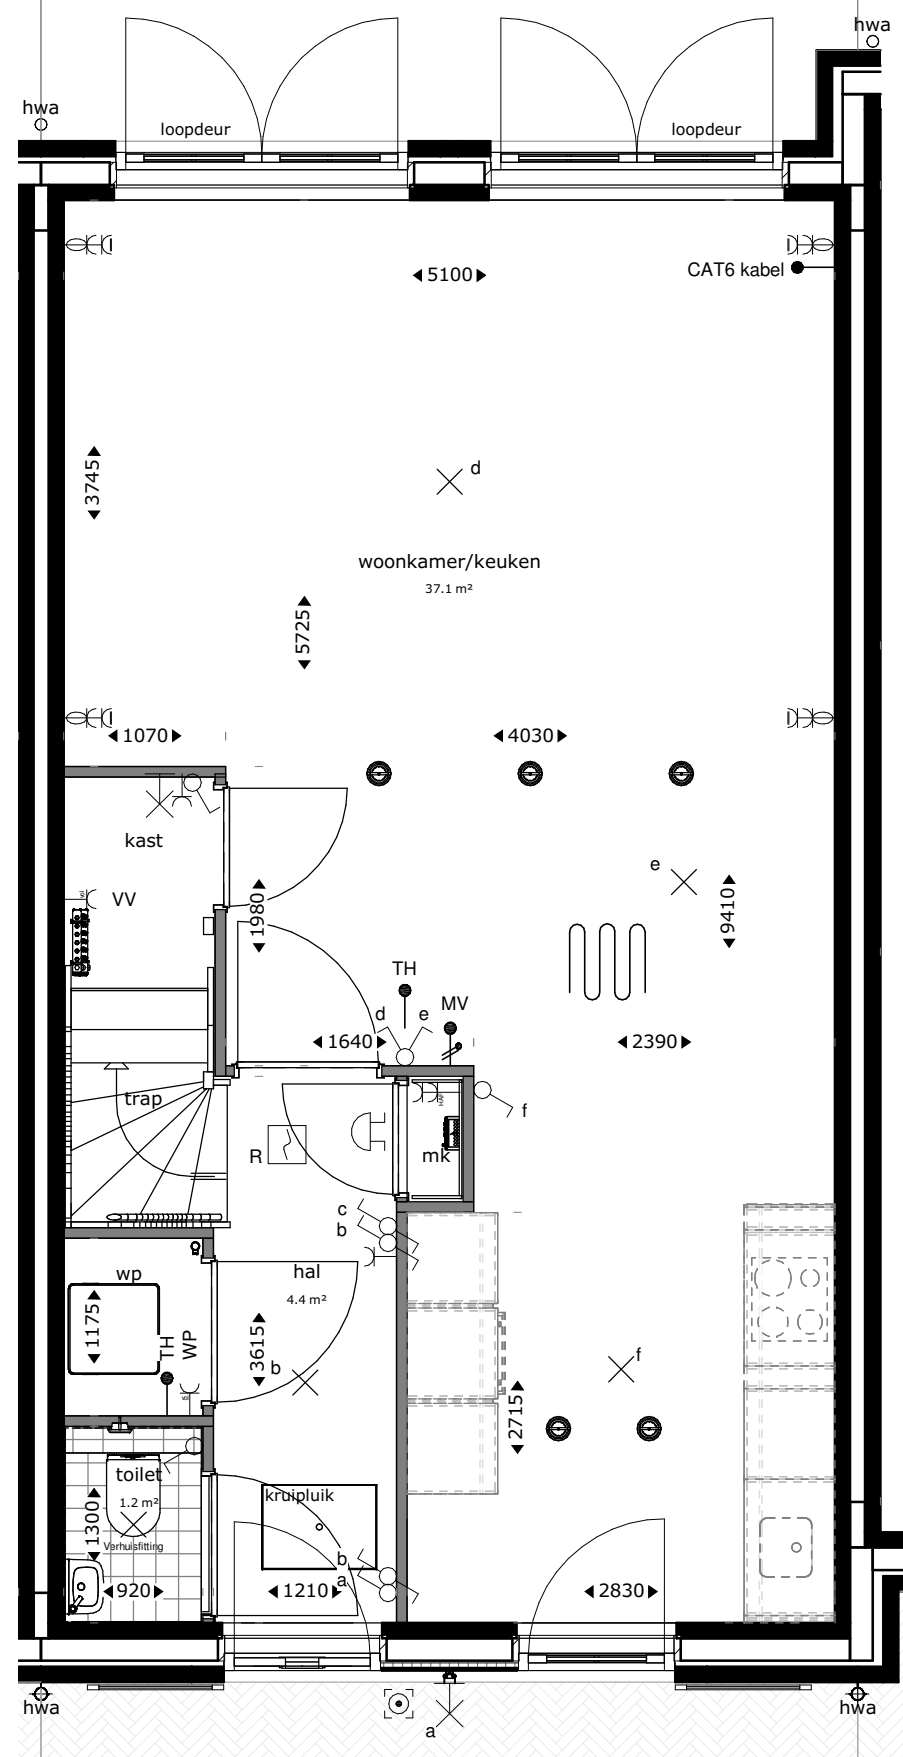 hwa
hwa
loopdeur
loopdeur
5100
CAT6 kabel
3745
d
woonkamer/keuken
37.1 m²
5725
1070
4030
kast
e
VV
1980
9410
TH
MV
d
e
1640
2390
trap
f
R
mk
c
b
wp
hal
4.4 m²
1175
TH
WP
3615
b
f
2715
toilet
1.2 m²
kruipluik
1300
Verhuisfitting
b
a
920
1210
2830
hwa
hwa
a